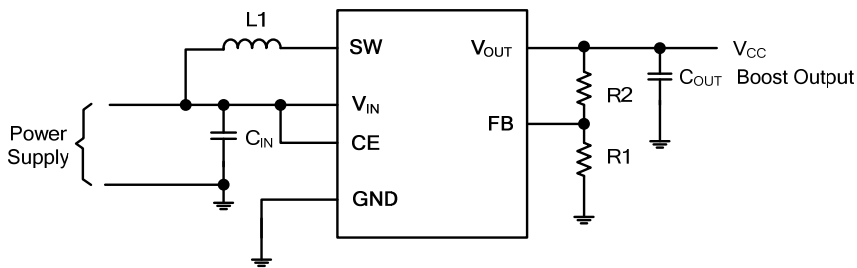 L1
SW
VOUT
VCC
COUT Boost Output
R2
VIN
Power
Supply
CIN
CE
FB
R1
GND